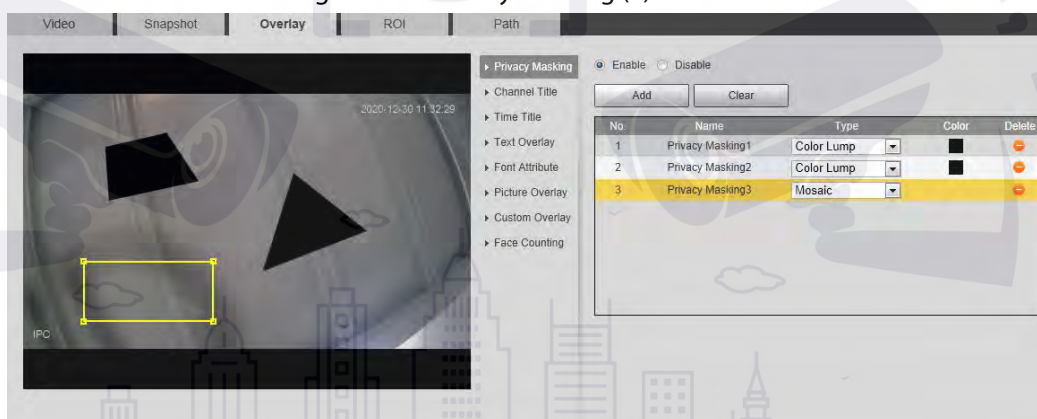 Video Snapshot Overlay ROI Path
2020-12-30 11:32:29
IPC
Privacy Masking
Channel Title
Time Title
Text Overlay
Font Attribute
Picture Overlay
Custom Overlay
Face Counting
Enable Disable
Add Clear
No. Name Type Color Delete
1 Privacy Masking1 Color Lump
2 Privacy Masking2 Color Lump
3 Privacy Masking3 Mosaic